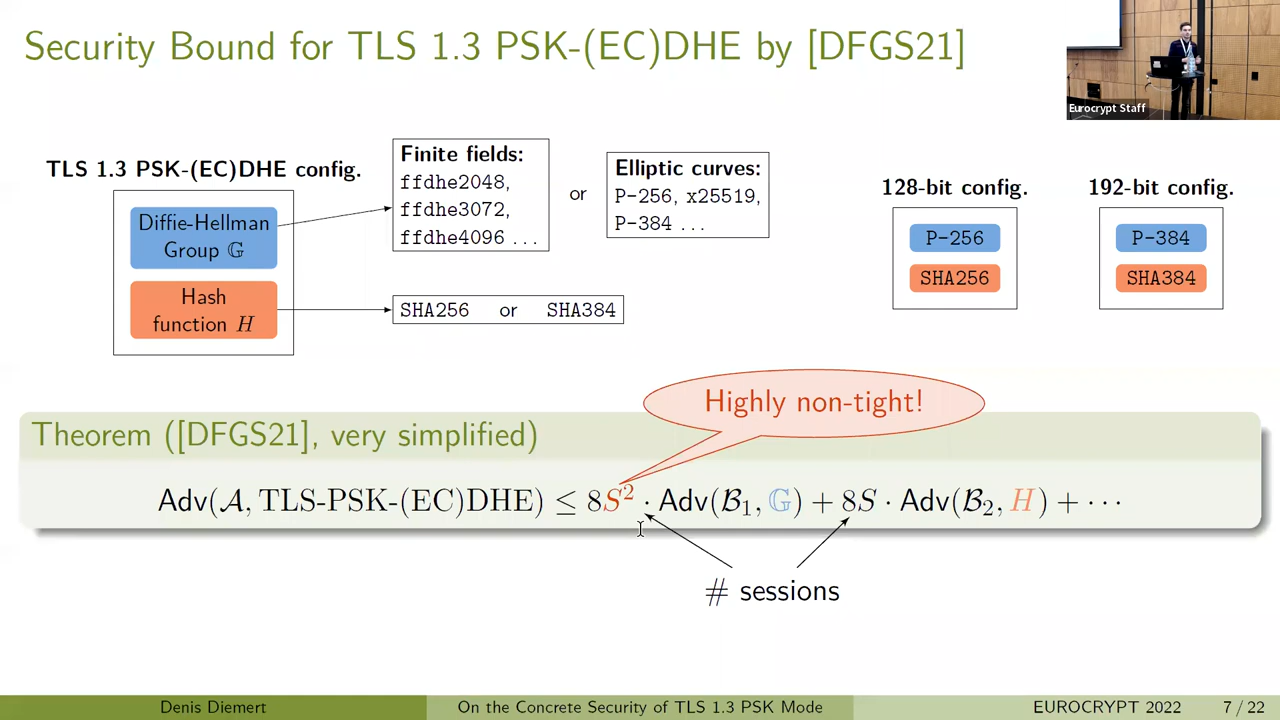 Security Bound for TLS 1.3 PSK-(EC)DHE by [DFGS21]
Eurocrypt Staff
TLS 1.3 PSK-(EC)DHE config.
Diffie-Hellman
Group 𝔾
Hash
function H
Finite fields:
ffdhe2048,
ffdhe3072,
ffdhe4096 ...
or
Elliptic curves:
P-256, x25519,
P-384 ...
SHA256 or SHA384
128-bit config.
P-256
SHA256
192-bit config.
P-384
SHA384
Highly non-tight!
Theorem ([DFGS21], very simplified)
Adv(𝒜, TLS-PSK-(EC)DHE) ≤ 8S² · Adv(ℬ₁, 𝔾) + 8S · Adv(ℬ₂, H) + ···
# sessions
Denis Diemert
On the Concrete Security of TLS 1.3 PSK Mode
EUROCRYPT 2022
7 / 22